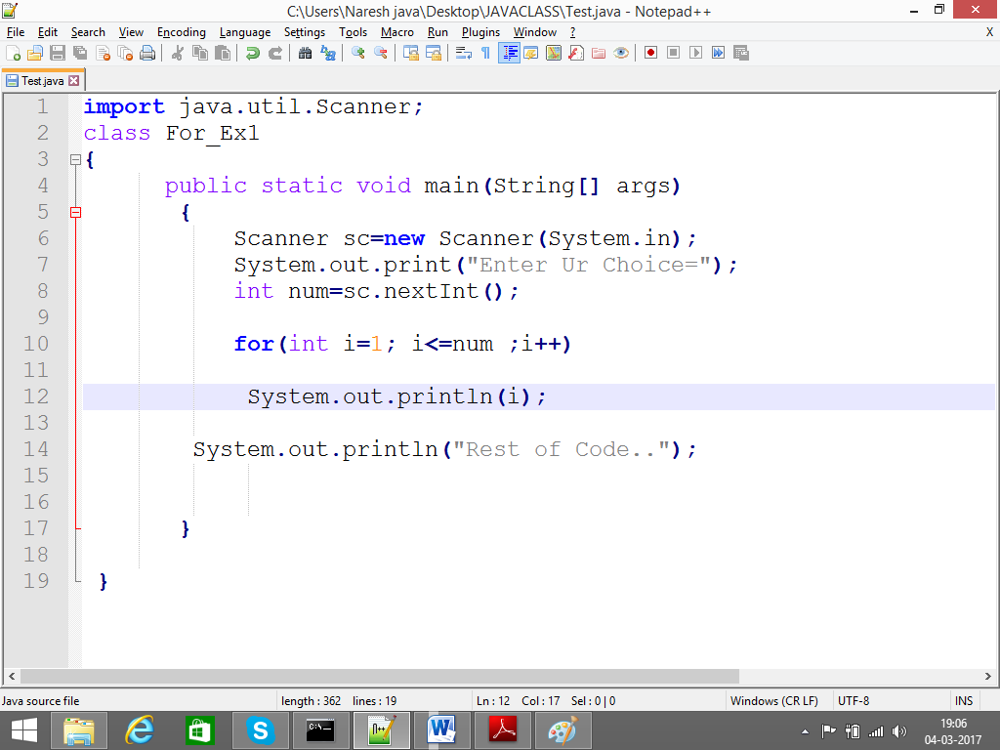 C:\Users\Naresh java\Desktop\JAVACLASS\Test.java - Notepad++
File Edit Search View Encoding Language Settings Tools Macro Run Plugins Window ? X
Test.java
1 import java.util.Scanner;
2 class For_Ex1
3 {
4 public static void main(String[] args)
5 {
6 Scanner sc=new Scanner(System.in);
7 System.out.print("Enter Ur Choice=");
8 int num=sc.nextInt();
9
10 for(int i=1; i<=num ;i++)
11
12 System.out.println(i);
13
14 System.out.println("Rest of Code..");
15
16
17 }
18
19 }
Java source file length : 362 lines : 19 Ln : 12 Col : 17 Sel : 0 | 0 Windows (CR LF) UTF-8 INS
19:06
04-03-2017